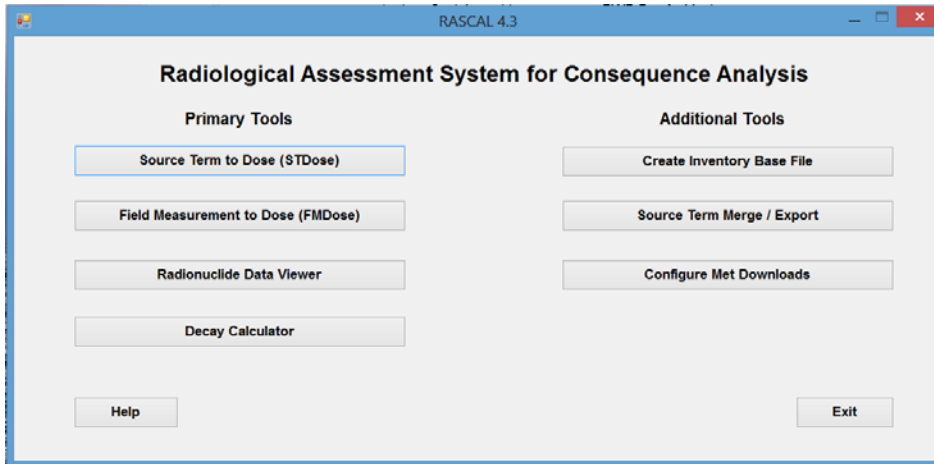 RASCAL 4.3
Radiological Assessment System for Consequence Analysis
Primary Tools
Additional Tools
Source Term to Dose (STDose)
Create Inventory Base File
Field Measurement to Dose (FMDose)
Source Term Merge / Export
Radionuclide Data Viewer
Configure Met Downloads
Decay Calculator
Help
Exit